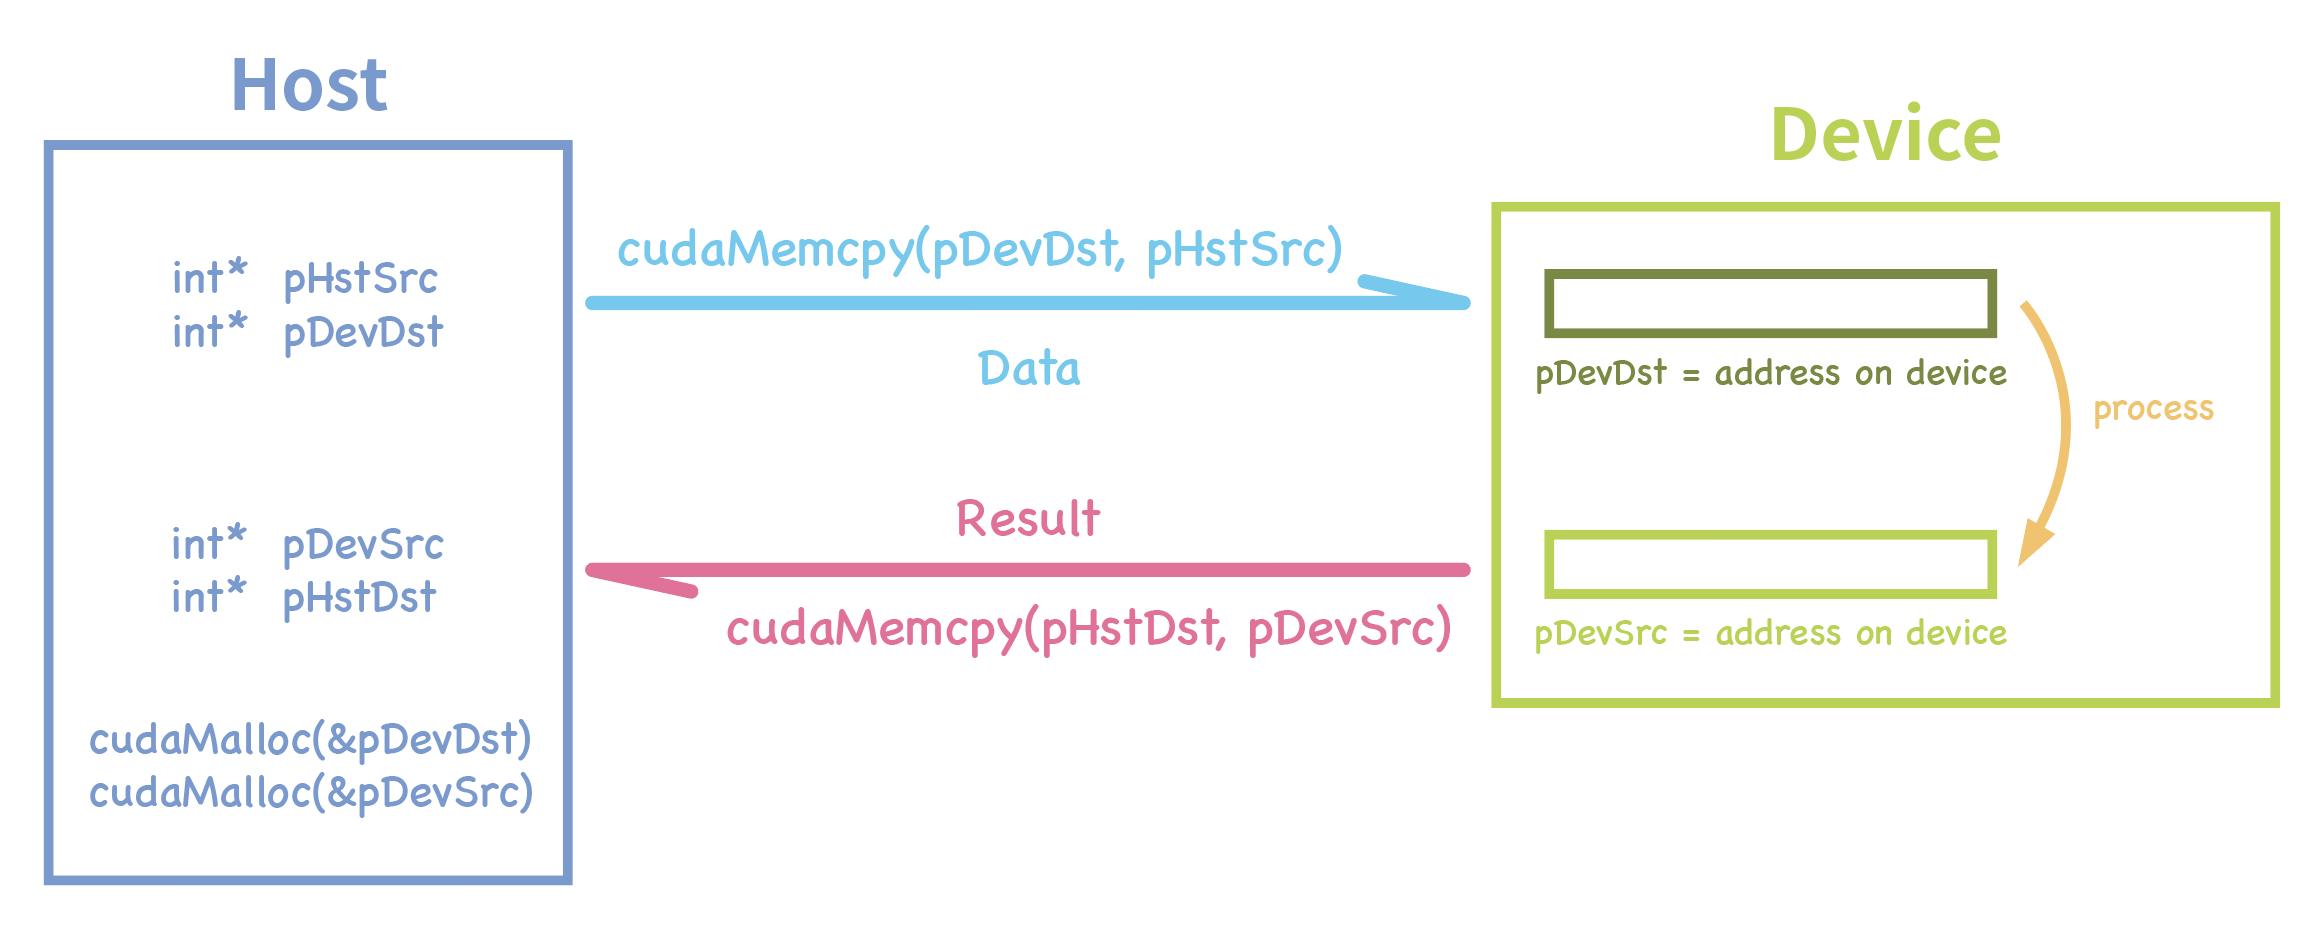 Host
int* pHstSrc
int* pDevDst
int* pDevSrc
int* pHstDst
cudaMalloc(&pDevDst)
cudaMalloc(&pDevSrc)
cudaMemcpy(pDevDst, pHstSrc)
Data
Result
cudaMemcpy(pHstDst, pDevSrc)
Device
pDevDst = address on device
process
pDevSrc = address on device